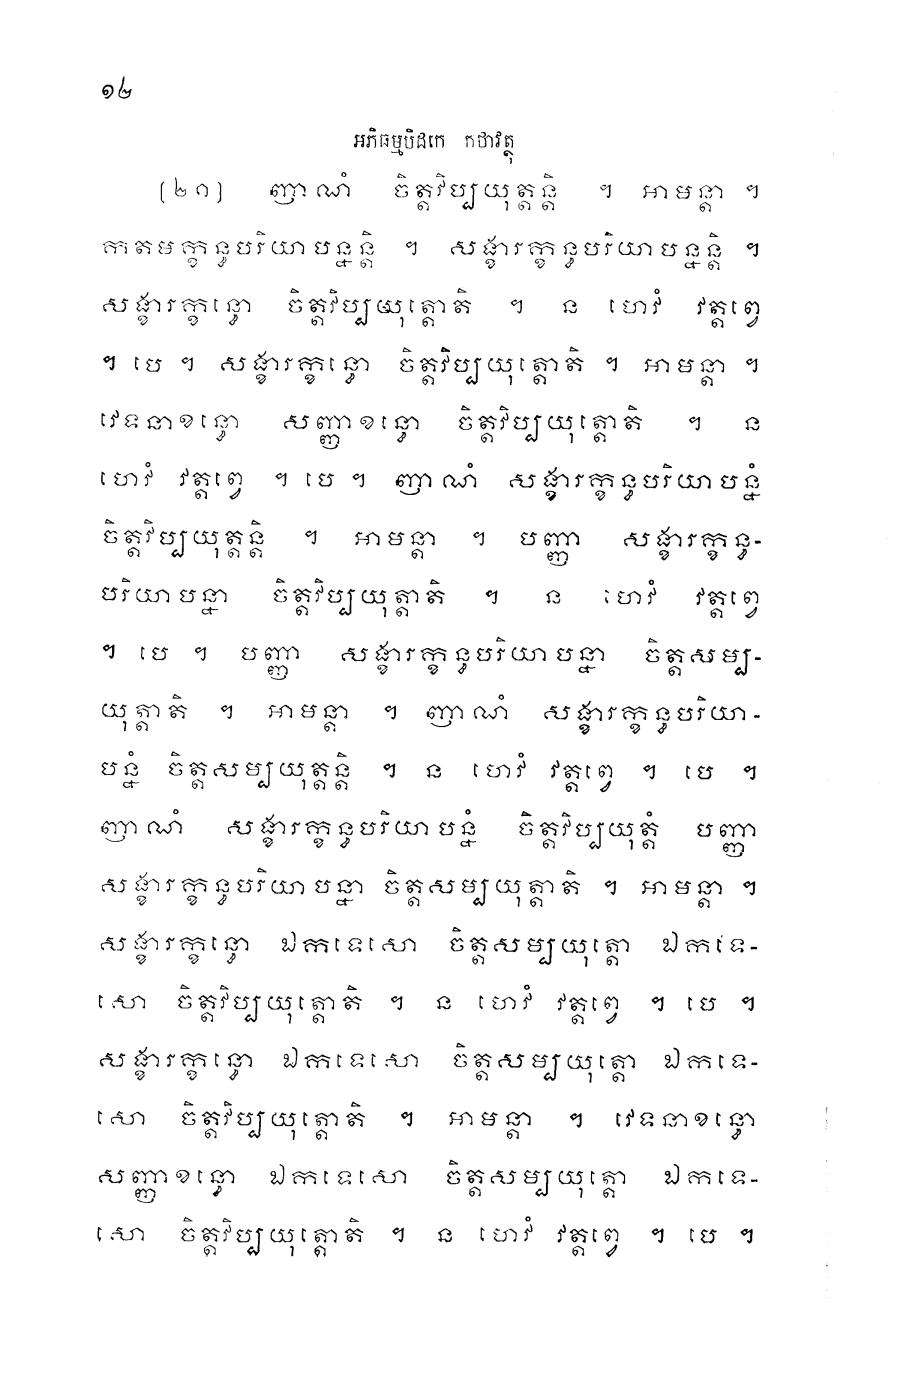 ១២
អភិធម្មបិដកេ កថាវត្ថុ
[២១] ញាណំ ចិត្តវិប្បយុត្តន្តិ ។ អាមន្តា ។
កតមក្ខន្ធបរិយាបន្នន្តិ ។ សង្ខារក្ខន្ធបរិយាបន្នន្តិ ។
សង្ខារក្ខន្ធោ ចិត្តវិប្បយុត្តោតិ ។ ន ហេវំ វត្តព្វេ
។ បេ ។ សង្ខារក្ខន្ធោ ចិត្តវិប្បយុត្តោតិ ។ អាមន្តា ។
វេទនាខន្ធោ សញ្ញាខន្ធោ ចិត្តវិប្បយុត្តោតិ ។ ន
ហេវំ វត្តព្វេ ។ បេ ។ ញាណំ សង្ខារក្ខន្ធបរិយាបន្នំ
ចិត្តវិប្បយុត្តន្តិ ។ អាមន្តា ។ បញ្ញា សង្ខារក្ខន្ធ-
បរិយាបន្នា ចិត្តវិប្បយុត្តាតិ ។ ន ហេវំ វត្តព្វេ
។ បេ ។ បញ្ញា សង្ខារក្ខន្ធបរិយាបន្នា ចិត្តសម្ប-
យុត្តាតិ ។ អាមន្តា ។ ញាណំ សង្ខារក្ខន្ធបរិយា-
បន្នំ ចិត្តសម្បយុត្តន្តិ ។ ន ហេវំ វត្តព្វេ ។ បេ ។
ញាណំ សង្ខារក្ខន្ធបរិយាបន្នំ ចិត្តវិប្បយុត្តំ បញ្ញា
សង្ខារក្ខន្ធបរិយាបន្នា ចិត្តសម្បយុត្តាតិ ។ អាមន្តា ។
សង្ខារក្ខន្ធោ ឯកទេសោ ចិត្តសម្បយុត្តោ ឯកទេ-
សោ ចិត្តវិប្បយុត្តោតិ ។ ន ហេវំ វត្តព្វេ ។ បេ ។
សង្ខារក្ខន្ធោ ឯកទេសោ ចិត្តសម្បយុត្តោ ឯកទេ-
សោ ចិត្តវិប្បយុត្តោតិ ។ អាមន្តា ។ វេទនាខន្ធោ
សញ្ញាខន្ធោ ឯកទេសោ ចិត្តសម្បយុត្តោ ឯកទេ-
សោ ចិត្តវិប្បយុត្តោតិ ។ ន ហេវំ វត្តព្វេ ។ បេ ។